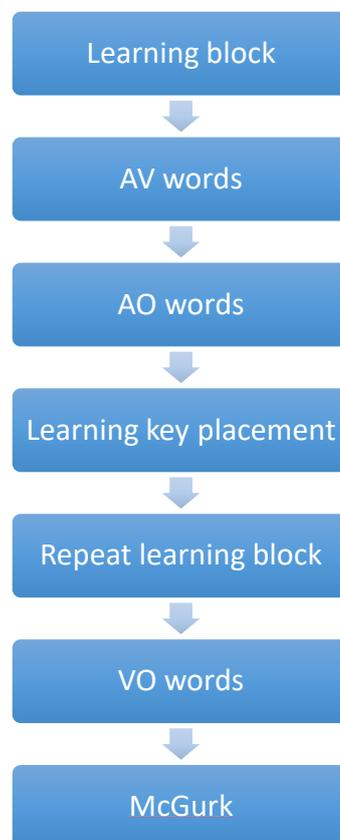 Learning block
AV words
AO words
Learning key placement
Repeat learning block
VO words
McGurk